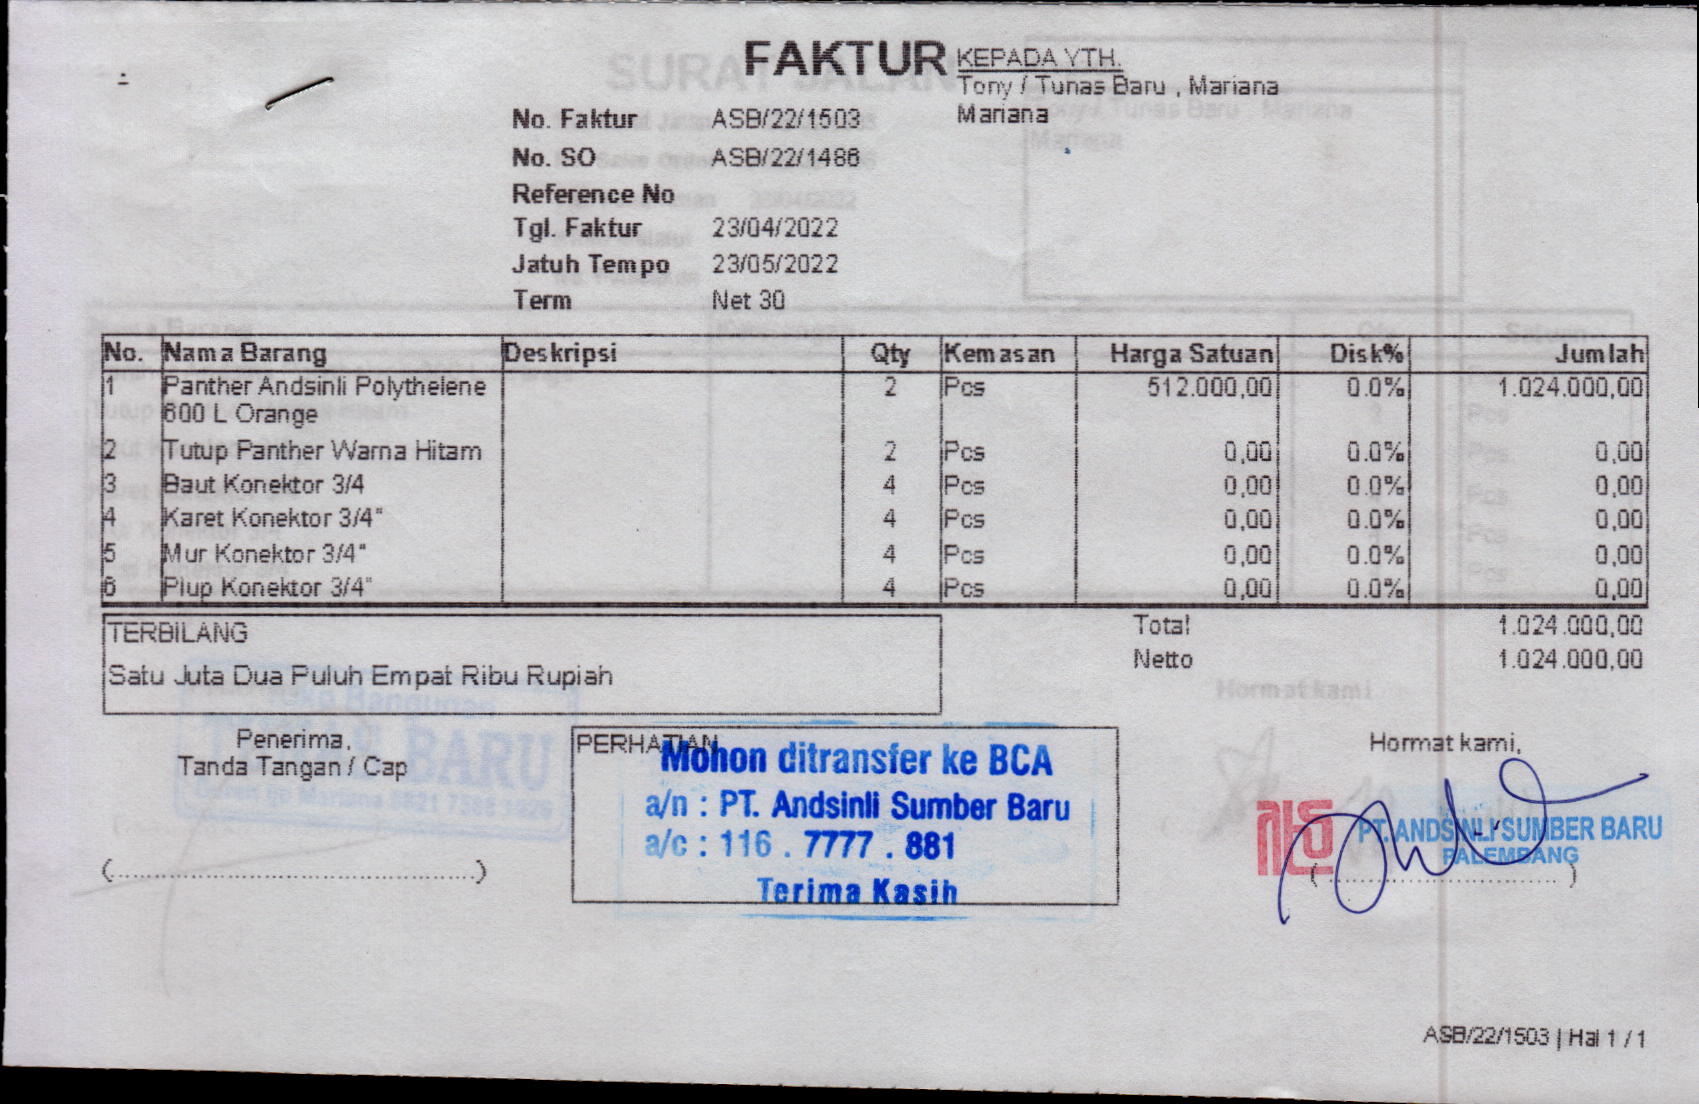 FAKTUR
KEPADA YTH.
Tony / Tunas Baru , Mariana
Mariana
No. Faktur ASB/22/1503
No. SO ASB/22/1486
Reference No
Tgl. Faktur 23/04/2022
Jatuh Tempo 23/05/2022
Term Net 30
No. Nama Barang Deskripsi Qty Kemasan Harga Satuan Disk% Jumlah
1 Panther Andsinli Polythelene 2 Pcs 512.000,00 0.0% 1.024.000,00
600 L Orange
2 Tutup Panther Warna Hitam 2 Pcs 0,00 0.0% 0,00
3 Baut Konektor 3/4 4 Pcs 0,00 0.0% 0,00
4 Karet Konektor 3/4" 4 Pcs 0,00 0.0% 0,00
5 Mur Konektor 3/4" 4 Pcs 0,00 0.0% 0,00
6 Plup Konektor 3/4" 4 Pcs 0,00 0.0% 0,00
TERBILANG
Satu Juta Dua Puluh Empat Ribu Rupiah
Total 1.024.000,00
Netto 1.024.000,00
Penerima,
Tanda Tangan / Cap
(..........................................)
PERHATIAN
Mohon ditransfer ke BCA
a/n : PT. Andsinli Sumber Baru
a/c : 116 . 7777 . 881
Terima Kasih
Hormat kami,
PT. ANDSINLI SUMBER BARU
PALEMBANG
(..............................)
ASB/22/1503 | Hal 1 / 1